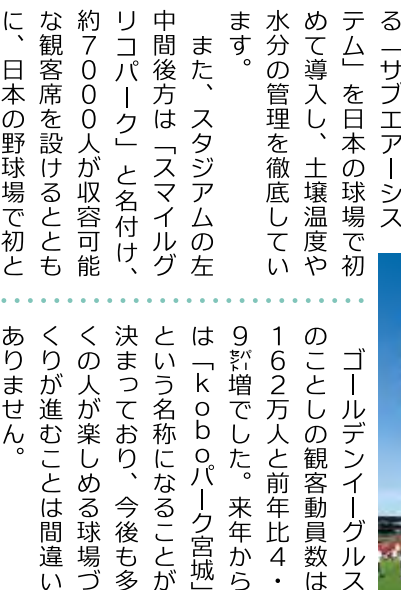 る「サブエアーシス
テム」を日本の球場で初
めて導入し、土壌温度や
水分の管理を徹底してい
ます。
また、スタジアムの左
中間後方は「スマイルグ
リコパーク」と名付け、
約7000人が収容可能
な観客席を設けるととも
に、日本の野球場で初と
ゴールデンイーグルス
のことしの観客動員数は
162万人と前年比4・
9㌫増でした。来年から
は「koboパーク宮城」
という名称になることが
決まっており、今後も多
くの人が楽しめる球場づ
くりが進むことは間違い
ありません。